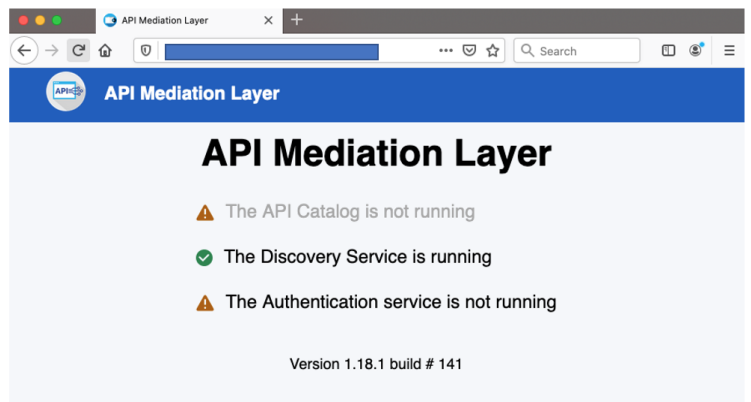 API Mediation Layer
Search
API
API Mediation Layer
API Mediation Layer
The API Catalog is not running
The Discovery Service is running
The Authentication service is not running
Version 1.18.1 build # 141